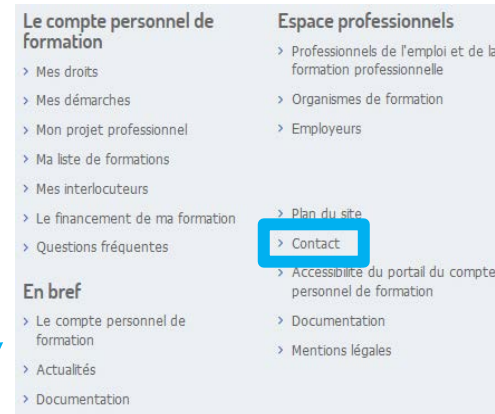 Le compte personnel de
formation
> Mes droits
> Mes démarches
> Mon projet professionnel
> Ma liste de formations
> Mes interlocuteurs
> Le financement de ma formation
> Questions fréquentes
En bref
> Le compte personnel de
formation
> Actualités
> Documentation
Espace professionnels
> Professionnels de l'emploi et de la
formation professionnelle
> Organismes de formation
> Employeurs
> Plan du site
> Contact
> Accessibilité du portail du compte
personnel de formation
> Documentation
> Mentions légales